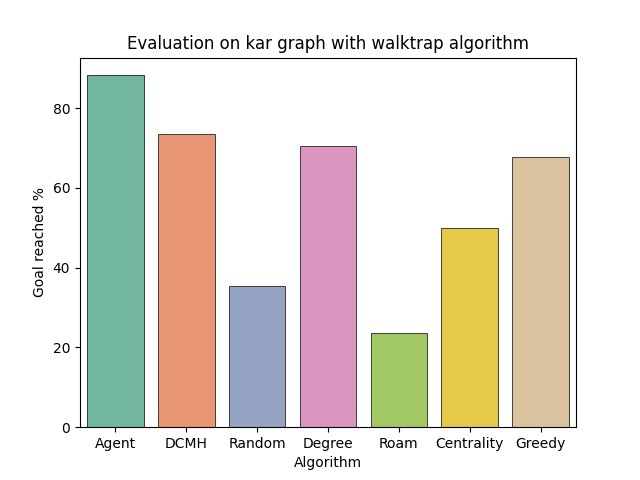 Evaluation on kar graph with walktrap algorithm
Goal reached %
80
60
40
20
0
Agent DCMH Random Degree Roam Centrality Greedy
Algorithm